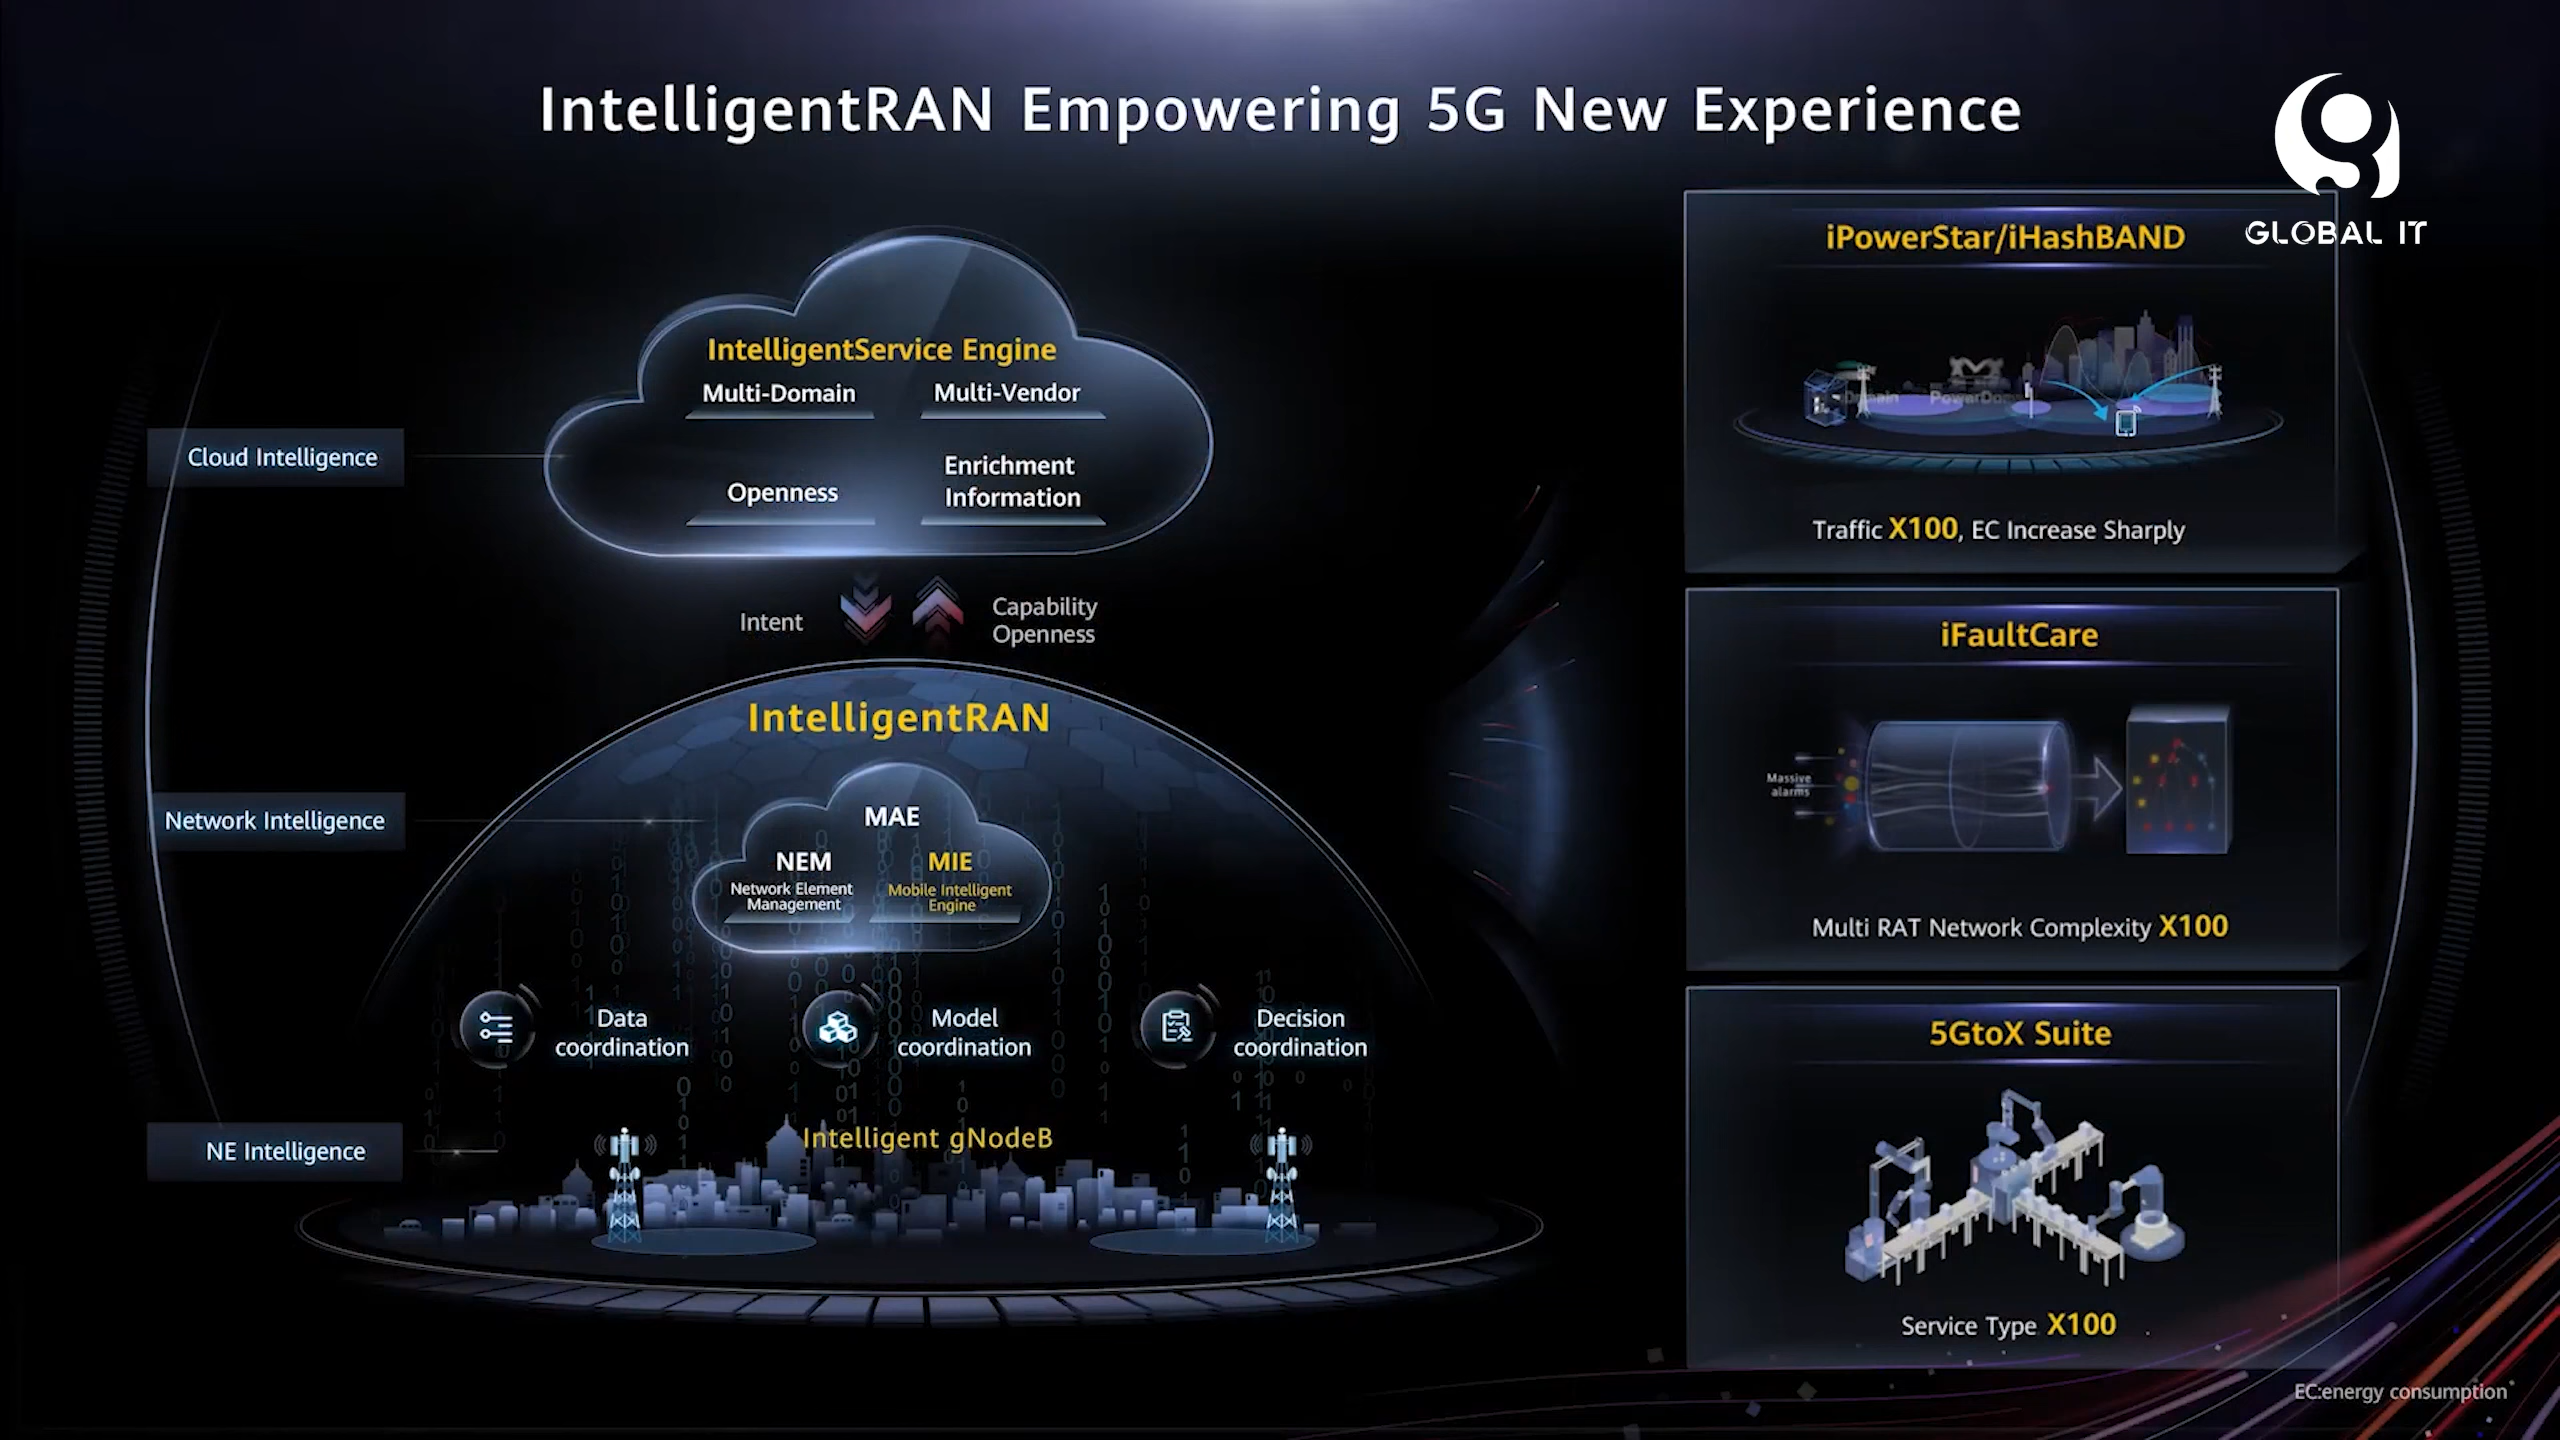 IntelligentRAN Empowering 5G New Experience
GLOBAL IT
IntelligentService Engine
Multi-Domain
Multi-Vendor
Openness
Enrichment
Information
Cloud Intelligence
Intent
Capability
Openness
IntelligentRAN
Network Intelligence
MAE
NEM
Network Element
Management
MIE
Mobile Intelligent
Engine
Data
coordination
Model
coordination
Decision
coordination
NE Intelligence
Intelligent gNodeB
iPowerStar/iHashBAND
Traffic X100, EC Increase Sharply
iFaultCare
Massive
alarms
Multi RAT Network Complexity X100
5GtoX Suite
Service Type X100
EC:energy consumption